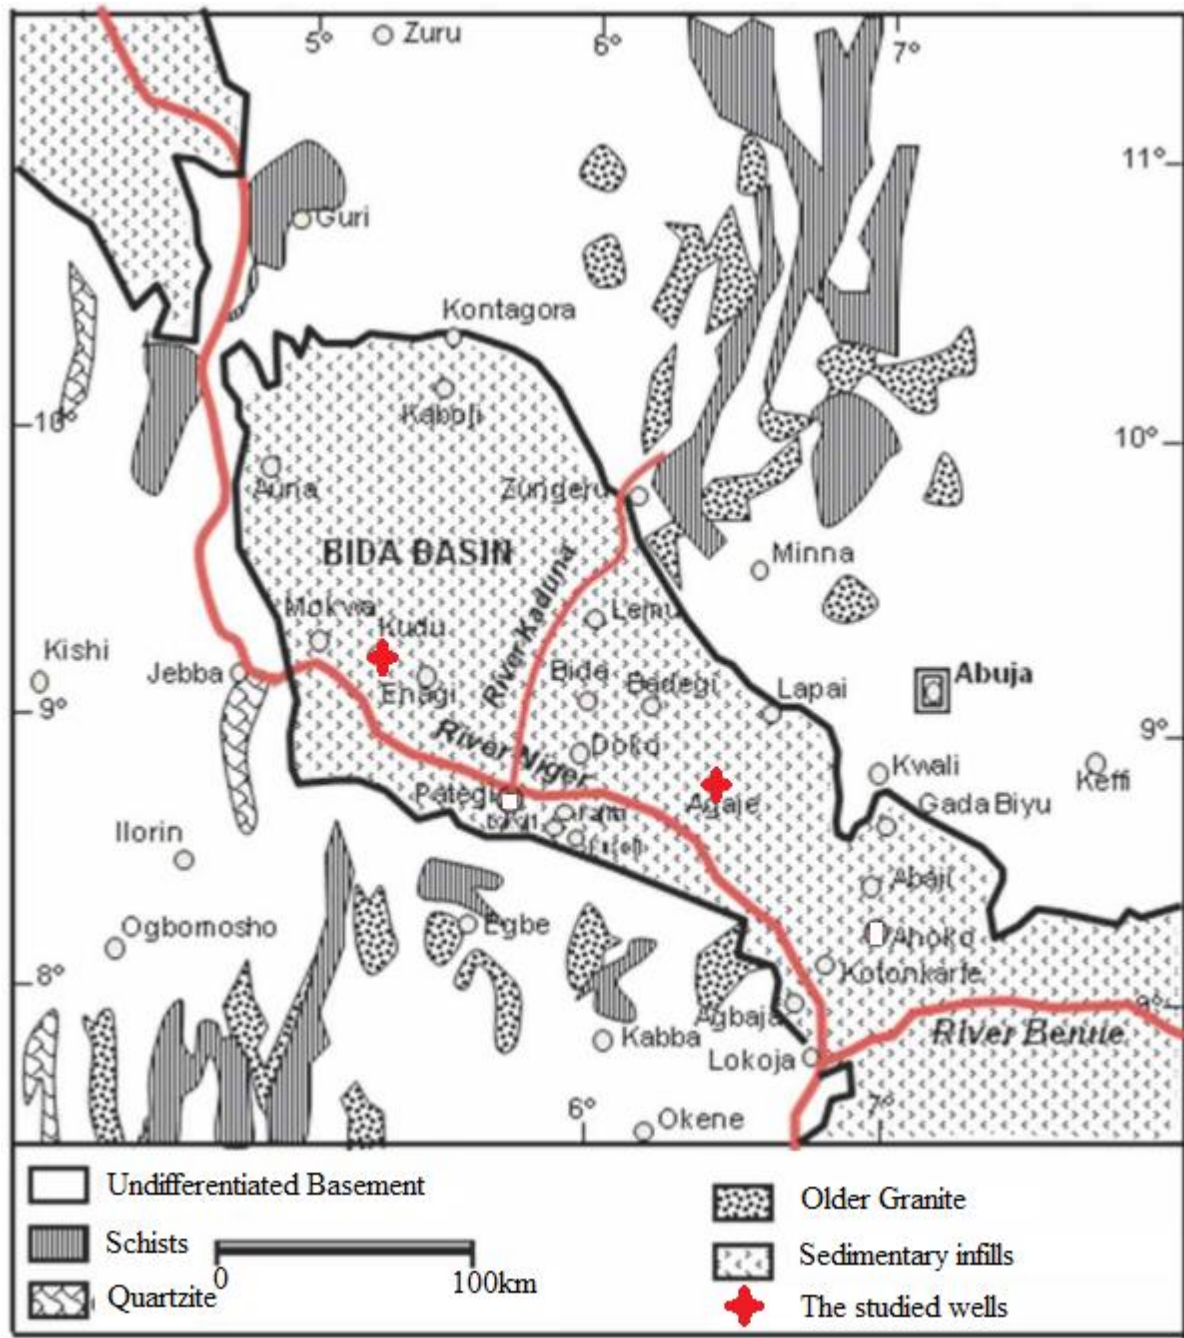 5°
Zuru
6°
7°
11°
Guri
Kontagora
Kaboji
10°
10°
Auna
Zungeru
BIDA BASIN
Minna
River Kaduna
Mokwa
Kudu
Lemu
Kishi
Jebba
Enagi
Bida
Badegi
Lapai
Abuja
9°
9°
River Niger
Doko
Kwali
Keffi
Pategi
Agaie
Gada Biyu
Ilorin
Abaji
Ogbomosho
Egbe
Ahoko
8°
Kotonkarfe
Agbaja
River Benue
Kabba
Lokoja
6°
7°
Okene
Undifferentiated Basement
Schists
Quartzite
0
100km
Older Granite
Sedimentary infills
The studied wells